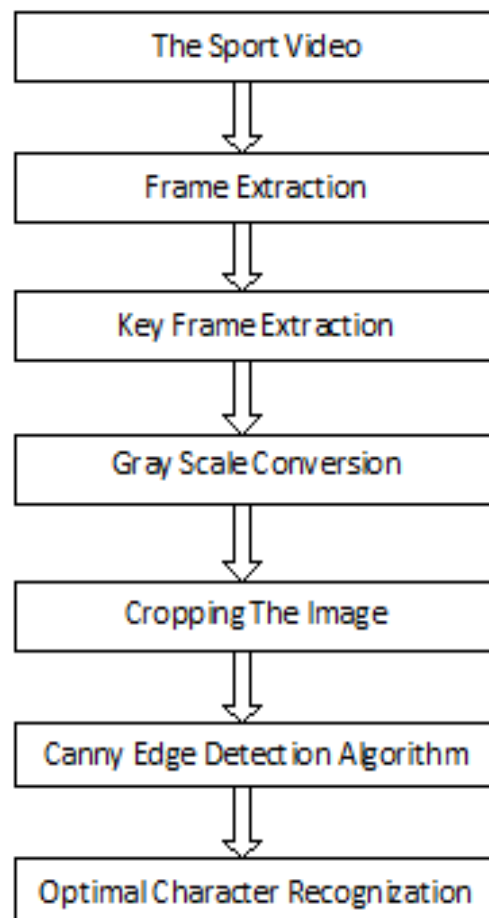 The Sport Video
Frame Extraction
Key Frame Extraction
Gray Scale Conversion
Cropping The Image
Canny Edge Detection Algorithm
Optimal Character Recognization